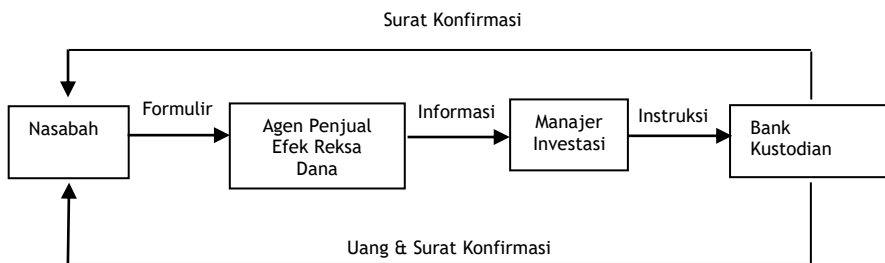 Surat Konfirmasi
Nasabah
Formulir
Agen Penjual
Efek Reksa
Dana
Informasi
Manajer
Investasi
Instruksi
Bank
Kustodian
Uang & Surat Konfirmasi